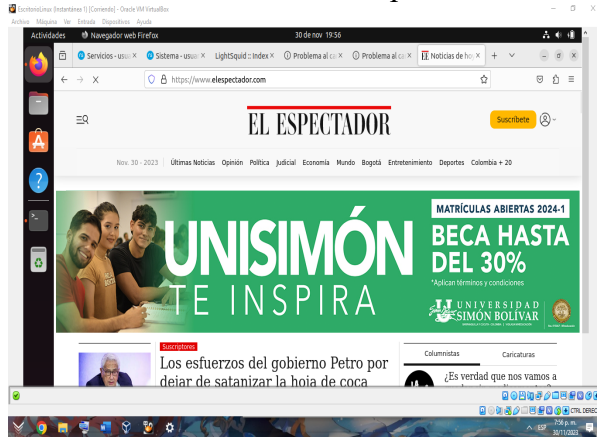 EscritorioLinux (Instantánea 1) [Corriendo] - Oracle VM VirtualBox
Archivo Máquina Ver Entrada Dispositivos Ayuda
Actividades Navegador web Firefox 30 de nov 19:56
Servicios - usua Sistema - usua LightSquid :: Index Problema al ca Problema al ca Noticias de hoy
https://www.elespectador.com
EL ESPECTADOR
Suscríbete
Nov. 30 - 2023 Últimas Noticias Opinión Política Judicial Economía Mundo Bogotá Entretenimiento Deportes Colombia + 20
UNISIMÓN
TE INSPIRA
MATRÍCULAS ABIERTAS 2024-1
BECA HASTA
DEL 30%
*Aplican términos y condiciones
UNIVERSIDAD
SIMÓN BOLÍVAR
Suscriptores
Los esfuerzos del gobierno Petro por
dejar de satanizar la hoja de coca
Columnistas Caricaturas
¿Es verdad que nos vamos a
CTRL DEREC
ESP 7:56 p. m.
30/11/2023